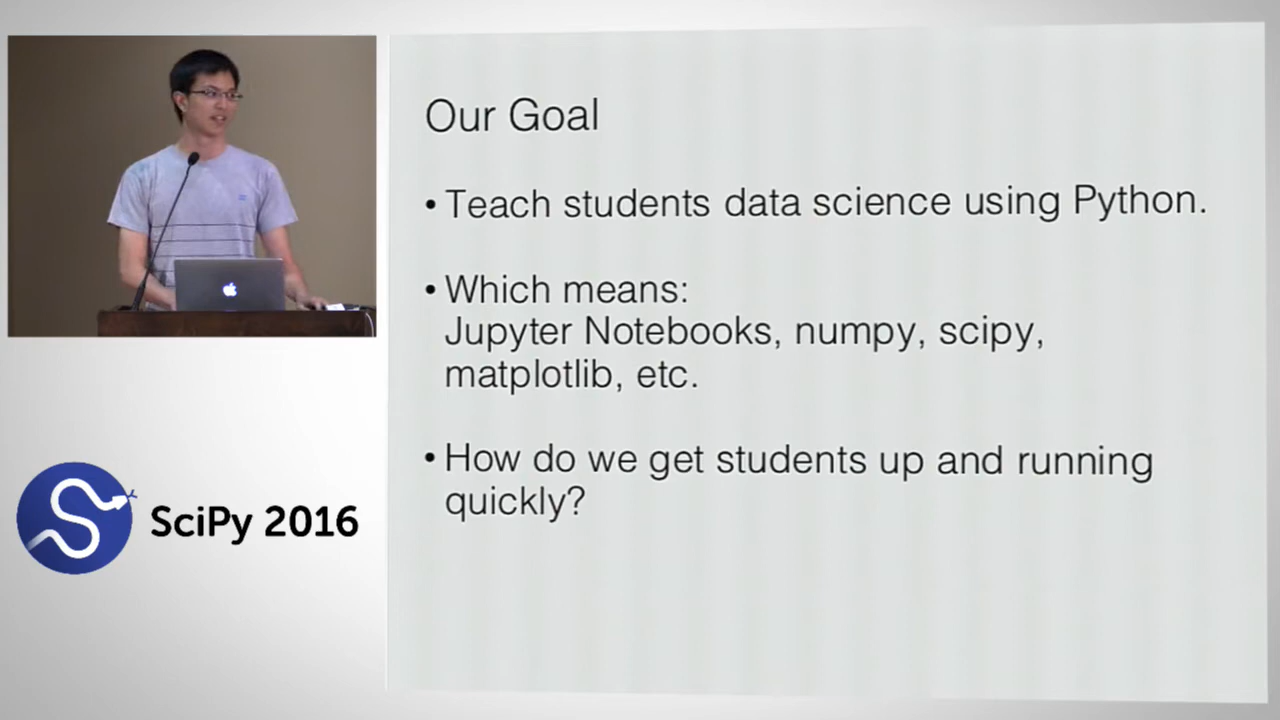 Our Goal
• Teach students data science using Python.
• Which means:
Jupyter Notebooks, numpy, scipy,
matplotlib, etc.
• How do we get students up and running
quickly?
SciPy 2016